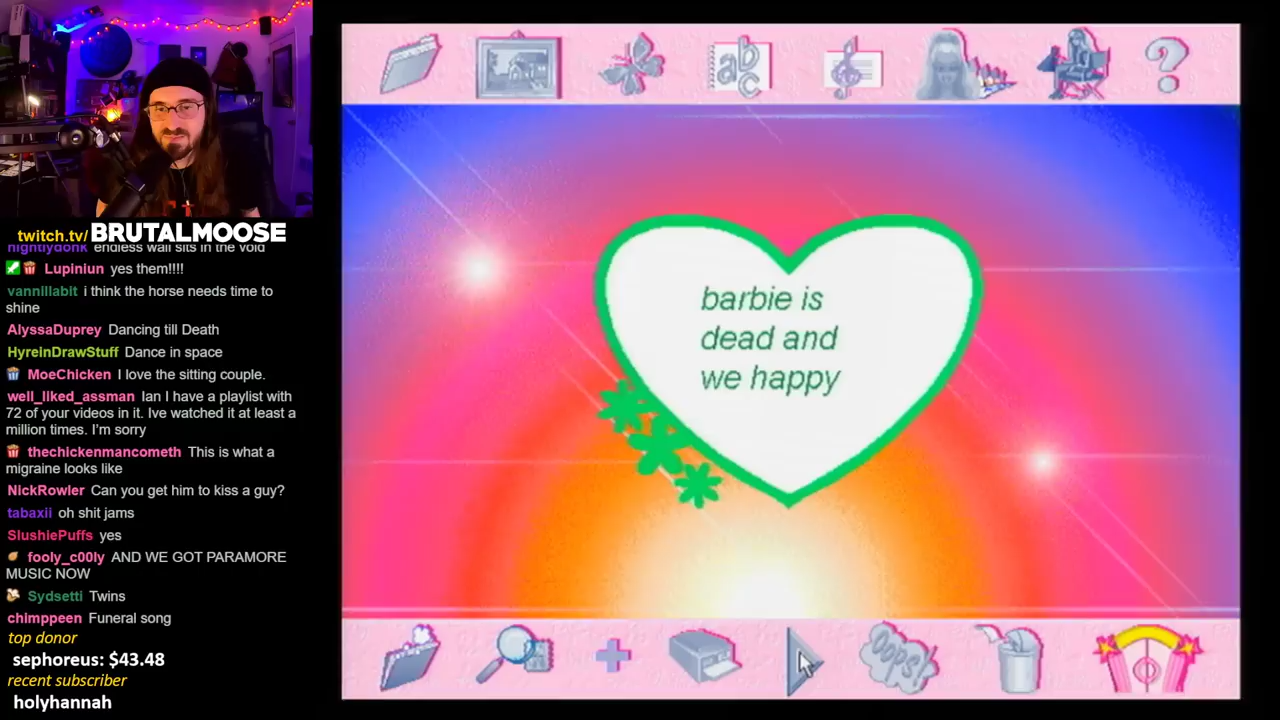 twitch.tv/BRUTALMOOSE
nightlydonk endless wall sits in the void
Lupiniun yes them!!!!
vannillabit i think the horse needs time to
shine
AlyssaDuprey Dancing till Death
HyreinDrawStuff Dance in space
MoeChicken I love the sitting couple.
well_liked_assman Ian I have a playlist with
72 of your videos in it. Ive watched it at least a
million times. I'm sorry
thechickenmancometh This is what a
migraine looks like
NickRowler Can you get him to kiss a guy?
tabaxii oh shit jams
SlushiePuffs yes
fooly_c00ly AND WE GOT PARAMORE
MUSIC NOW
Sydsetti Twins
chimppeen Funeral song
top donor
sephoreus: $43.48
recent subscriber
holyhannah
abc
?
barbie is
dead and
we happy
Oops!